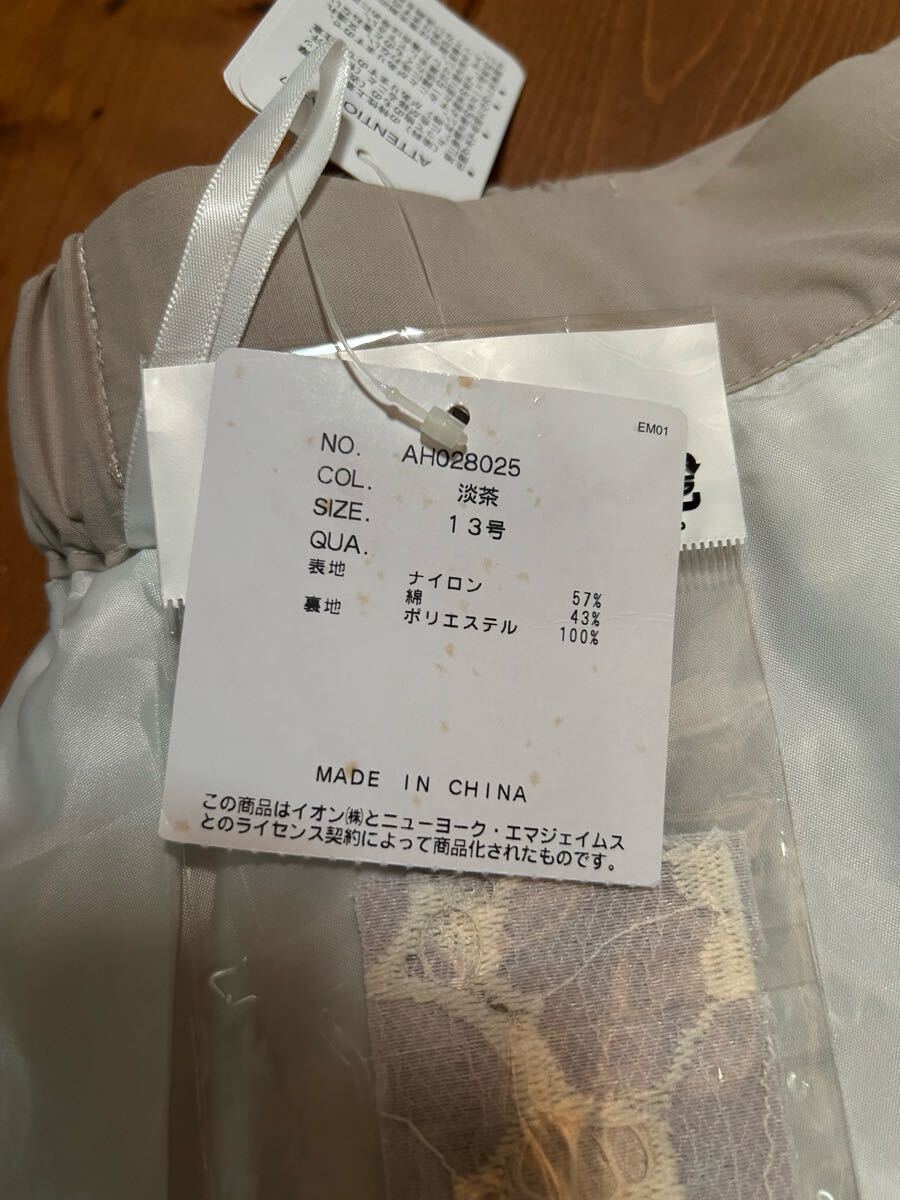 ATTENTIO
EM01
NO. AH028025
COL. 淡茶
SIZE. 13号
QUA.
表地 ナイロン 57%
綿 43%
裏地 ポリエステル 100%
MADE IN CHINA
この商品はイオン㈱とニューヨーク・エマジェイムス
とのライセンス契約によって商品化されたものです。